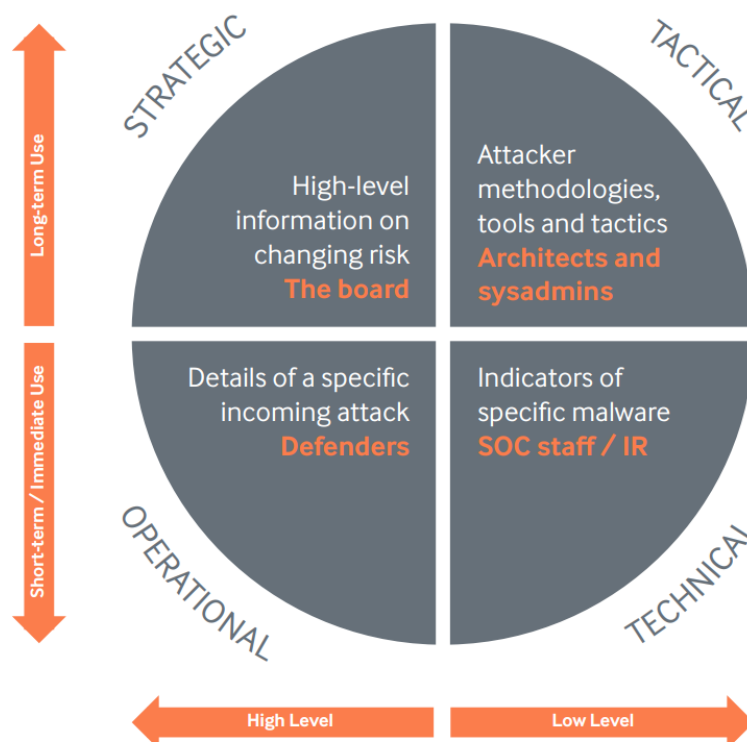 STRATEGIC
TACTICAL
Long-term Use
High-level
information on
changing risk
The board
Attacker
methodologies,
tools and tactics
Architects and
sysadmins
Short-term / Immediate Use
Details of a specific
incoming attack
Defenders
Indicators of
specific malware
SOC staff / IR
OPERATIONAL
TECHNICAL
High Level
Low Level